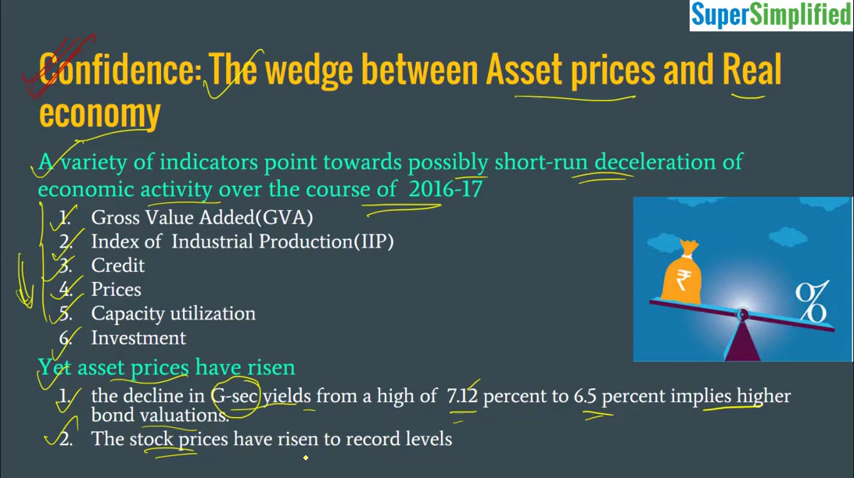 SuperSimplified
Confidence: The wedge between Asset prices and Real
economy
A variety of indicators point towards possibly short-run deceleration of
economic activity over the course of 2016-17
1. Gross Value Added(GVA)
2. Index of Industrial Production(IIP)
3. Credit
4. Prices
5. Capacity utilization
6. Investment
₹
%
Yet asset prices have risen
1. the decline in G-sec yields from a high of 7.12 percent to 6.5 percent implies higher
bond valuations.
2. The stock prices have risen to record levels